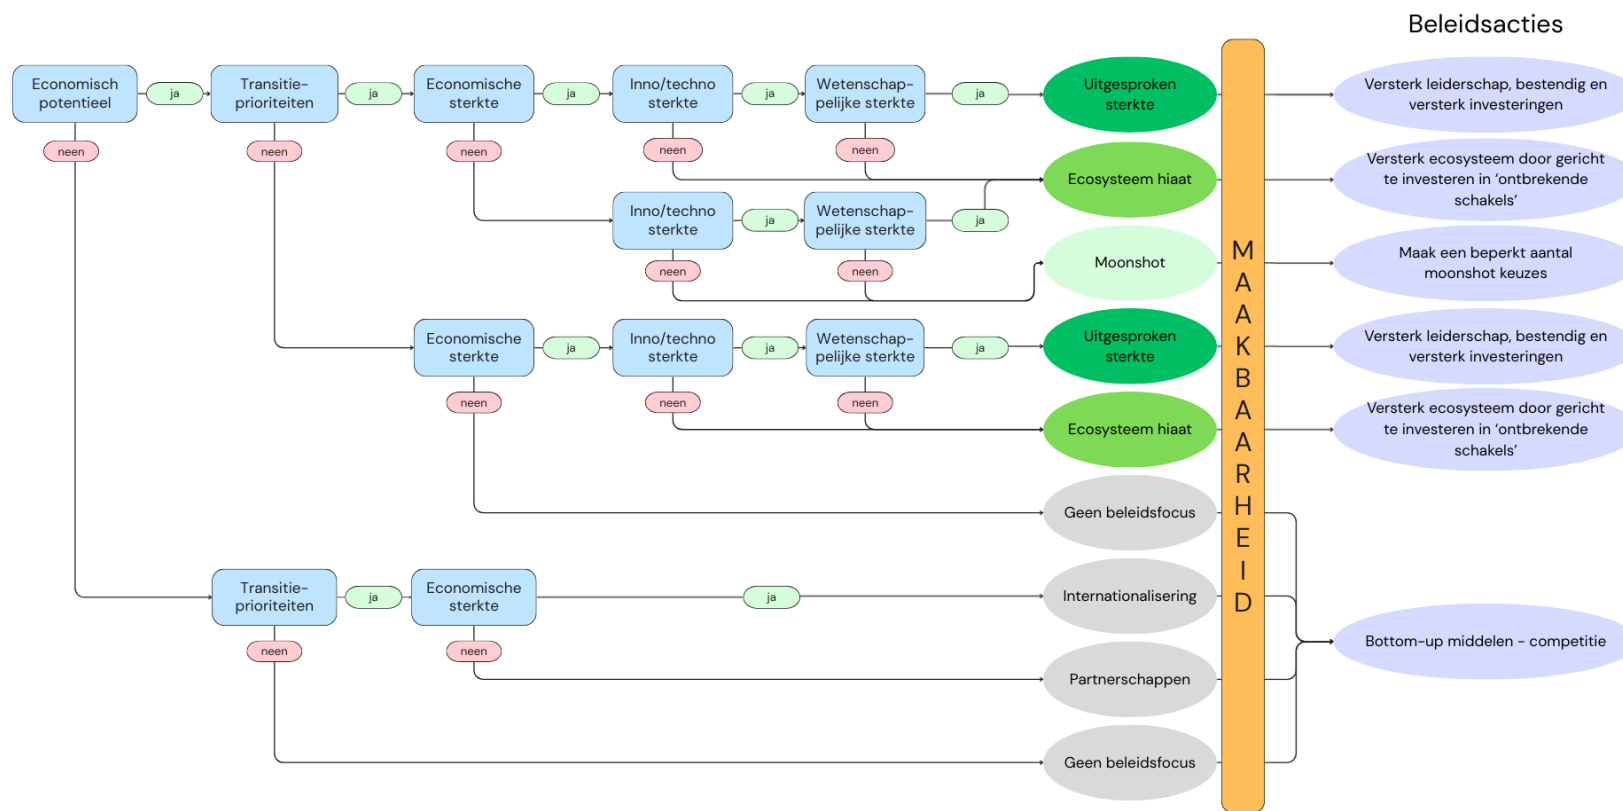 Beleidsacties
Economisch
potentieel
ja
Transitie-
prioriteiten
ja
Economische
sterkte
ja
Inno/techno
sterkte
ja
Wetenschap-
pelijke sterkte
ja
Uitgesproken
sterkte
Versterk leiderschap, bestendig en
versterk investeringen
neen
neen
neen
neen
neen
Ecosysteem hiaat
Versterk ecosysteem door gericht
te investeren in ‘ontbrekende
schakels’
Inno/techno
sterkte
ja
Wetenschap-
pelijke sterkte
ja
neen
neen
Moonshot
Maak een beperkt aantal
moonshot keuzes
Economische
sterkte
ja
Inno/techno
sterkte
ja
Wetenschap-
pelijke sterkte
ja
Uitgesproken
sterkte
Versterk leiderschap, bestendig en
versterk investeringen
neen
neen
neen
Ecosysteem hiaat
Versterk ecosysteem door gericht
te investeren in ‘ontbrekende
schakels’
Geen beleidsfocus
Transitie-
prioriteiten
ja
Economische
sterkte
ja
Internationalisering
neen
neen
Partnerschappen
Bottom-up middelen - competitie
Geen beleidsfocus
M
A
A
K
B
A
A
R
H
E
I
D